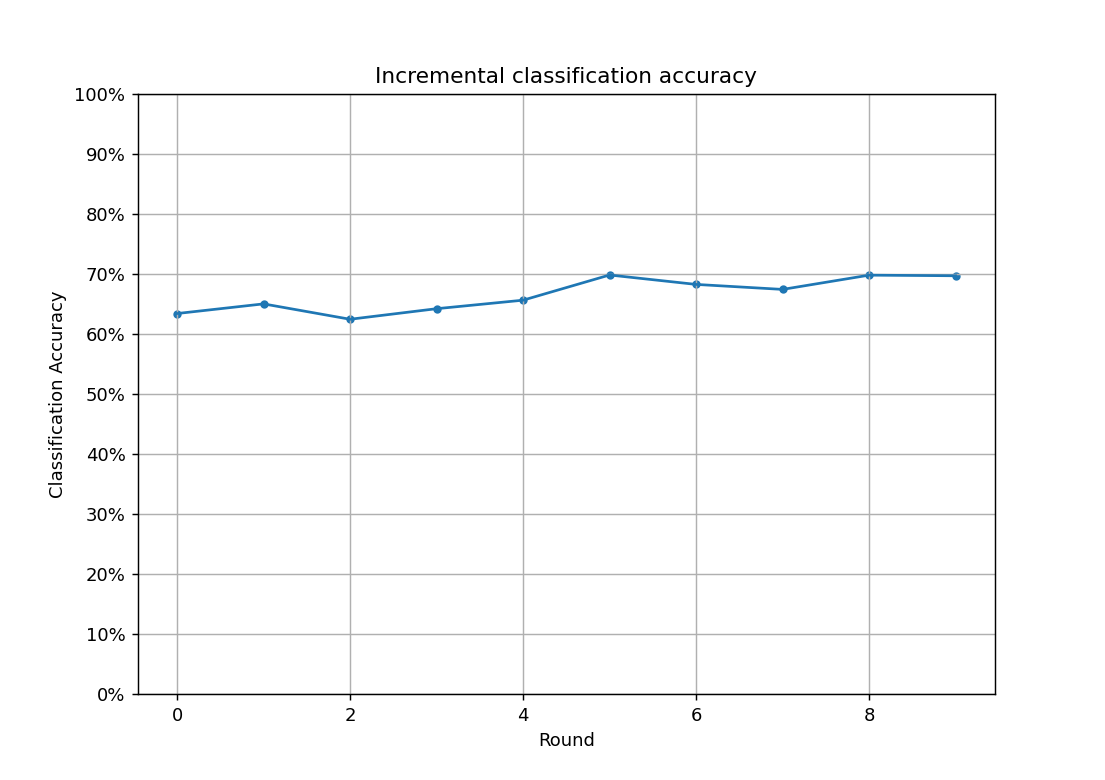 Incremental classification accuracy
100%
90%
80%
70%
60%
50%
40%
30%
20%
10%
0%
Classification Accuracy
0 2 4 6 8
Round